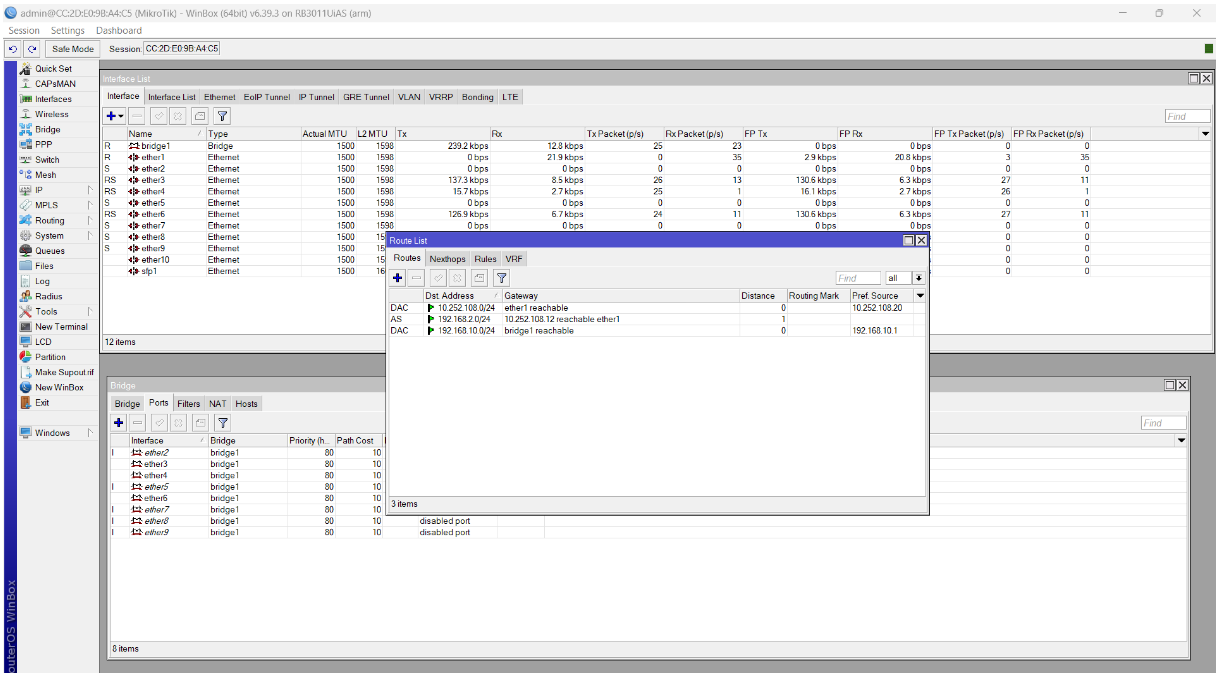 admin@CC:2D:E0:9B:A4:C5 (MikroTik) - WinBox (64bit) v6.39.3 on RB3011UiAS (arm)
Session Settings Dashboard
Safe Mode Session: CC:2D:E0:9B:A4:C5
Quick Set
CAPsMAN
Interfaces
Wireless
Bridge
PPP
Switch
Mesh
IP
MPLS
Routing
System
Queues
Files
Log
Radius
Tools
New Terminal
LCD
Partition
Make Supout.rif
New WinBox
Exit
Windows
outerOS WinBox
Interface List
Interface Interface List Ethernet EoIP Tunnel IP Tunnel GRE Tunnel VLAN VRRP Bonding LTE
Find
Name Type Actual MTU L2 MTU Tx Rx Tx Packet (p/s) Rx Packet (p/s) FP Tx FP Rx FP Tx Packet (p/s) FP Rx Packet (p/s)
R bridge1 Bridge 1500 1598 239.2 kbps 12.8 kbps 25 23 0 bps 0 bps 0 0
R ether1 Ethernet 1500 1598 0 bps 21.9 kbps 0 35 2.9 kbps 20.8 kbps 3 35
S ether2 Ethernet 1500 1598 0 bps 0 bps 0 0 0 bps 0 bps 0 0
RS ether3 Ethernet 1500 1598 137.3 kbps 8.5 kbps 26 13 130.6 kbps 6.3 kbps 27 11
RS ether4 Ethernet 1500 1598 15.7 kbps 2.7 kbps 25 1 16.1 kbps 2.7 kbps 26 1
S ether5 Ethernet 1500 1598 0 bps 0 bps 0 0 0 bps 0 bps 0 0
RS ether6 Ethernet 1500 1598 126.9 kbps 6.7 kbps 24 11 130.6 kbps 6.3 kbps 27 11
S ether7 Ethernet 1500 1598 0 bps 0 bps 0 0 0 bps 0 bps 0 0
S ether8 Ethernet 1500 15 0 0
S ether9 Ethernet 1500 15 0 0
ether10 Ethernet 1500 15 0 0
sfp1 Ethernet 1500 16 0 0
12 items
Route List
Routes Nexthops Rules VRF
Find all
Dst. Address Gateway Distance Routing Mark Pref. Source
DAC 10.252.108.0/24 ether1 reachable 0 10.252.108.20
AS 192.168.2.0/24 10.252.108.12 reachable ether1 1
DAC 192.168.10.0/24 bridge1 reachable 0 192.168.10.1
3 items
Bridge
Bridge Ports Filters NAT Hosts
Find
Interface Bridge Priority (h... Path Cost
I ether2 bridge1 80 10
ether3 bridge1 80 10
ether4 bridge1 80 10
I ether5 bridge1 80 10
ether6 bridge1 80 10
I ether7 bridge1 80 10
I ether8 bridge1 80 10 disabled port
I ether9 bridge1 80 10 disabled port
8 items